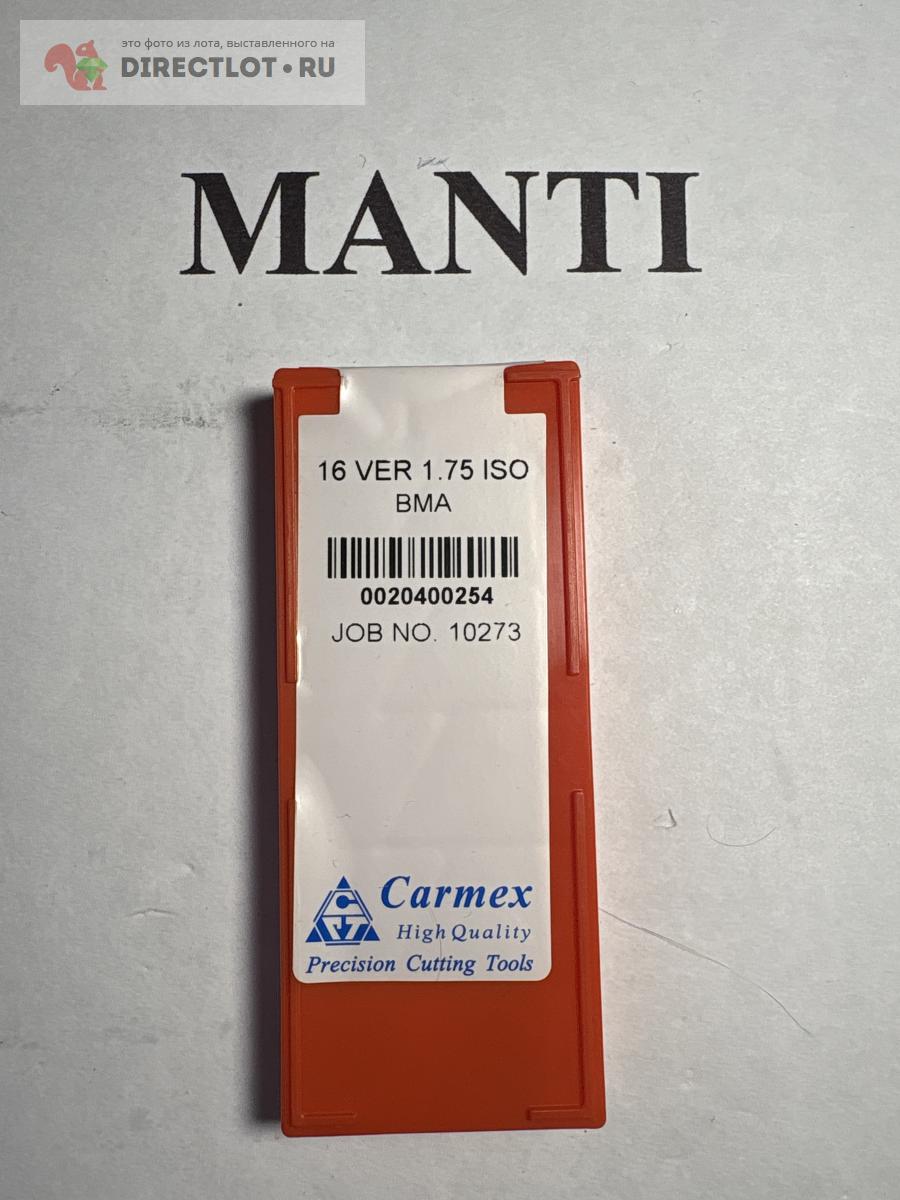 это фото из лота, выставленного на
DIRECTLOT•RU
MANTI
16 VER 1.75 ISO
BMA
0020400254
JOB NO. 10273
Carmex
High Quality
Precision Cutting Tools